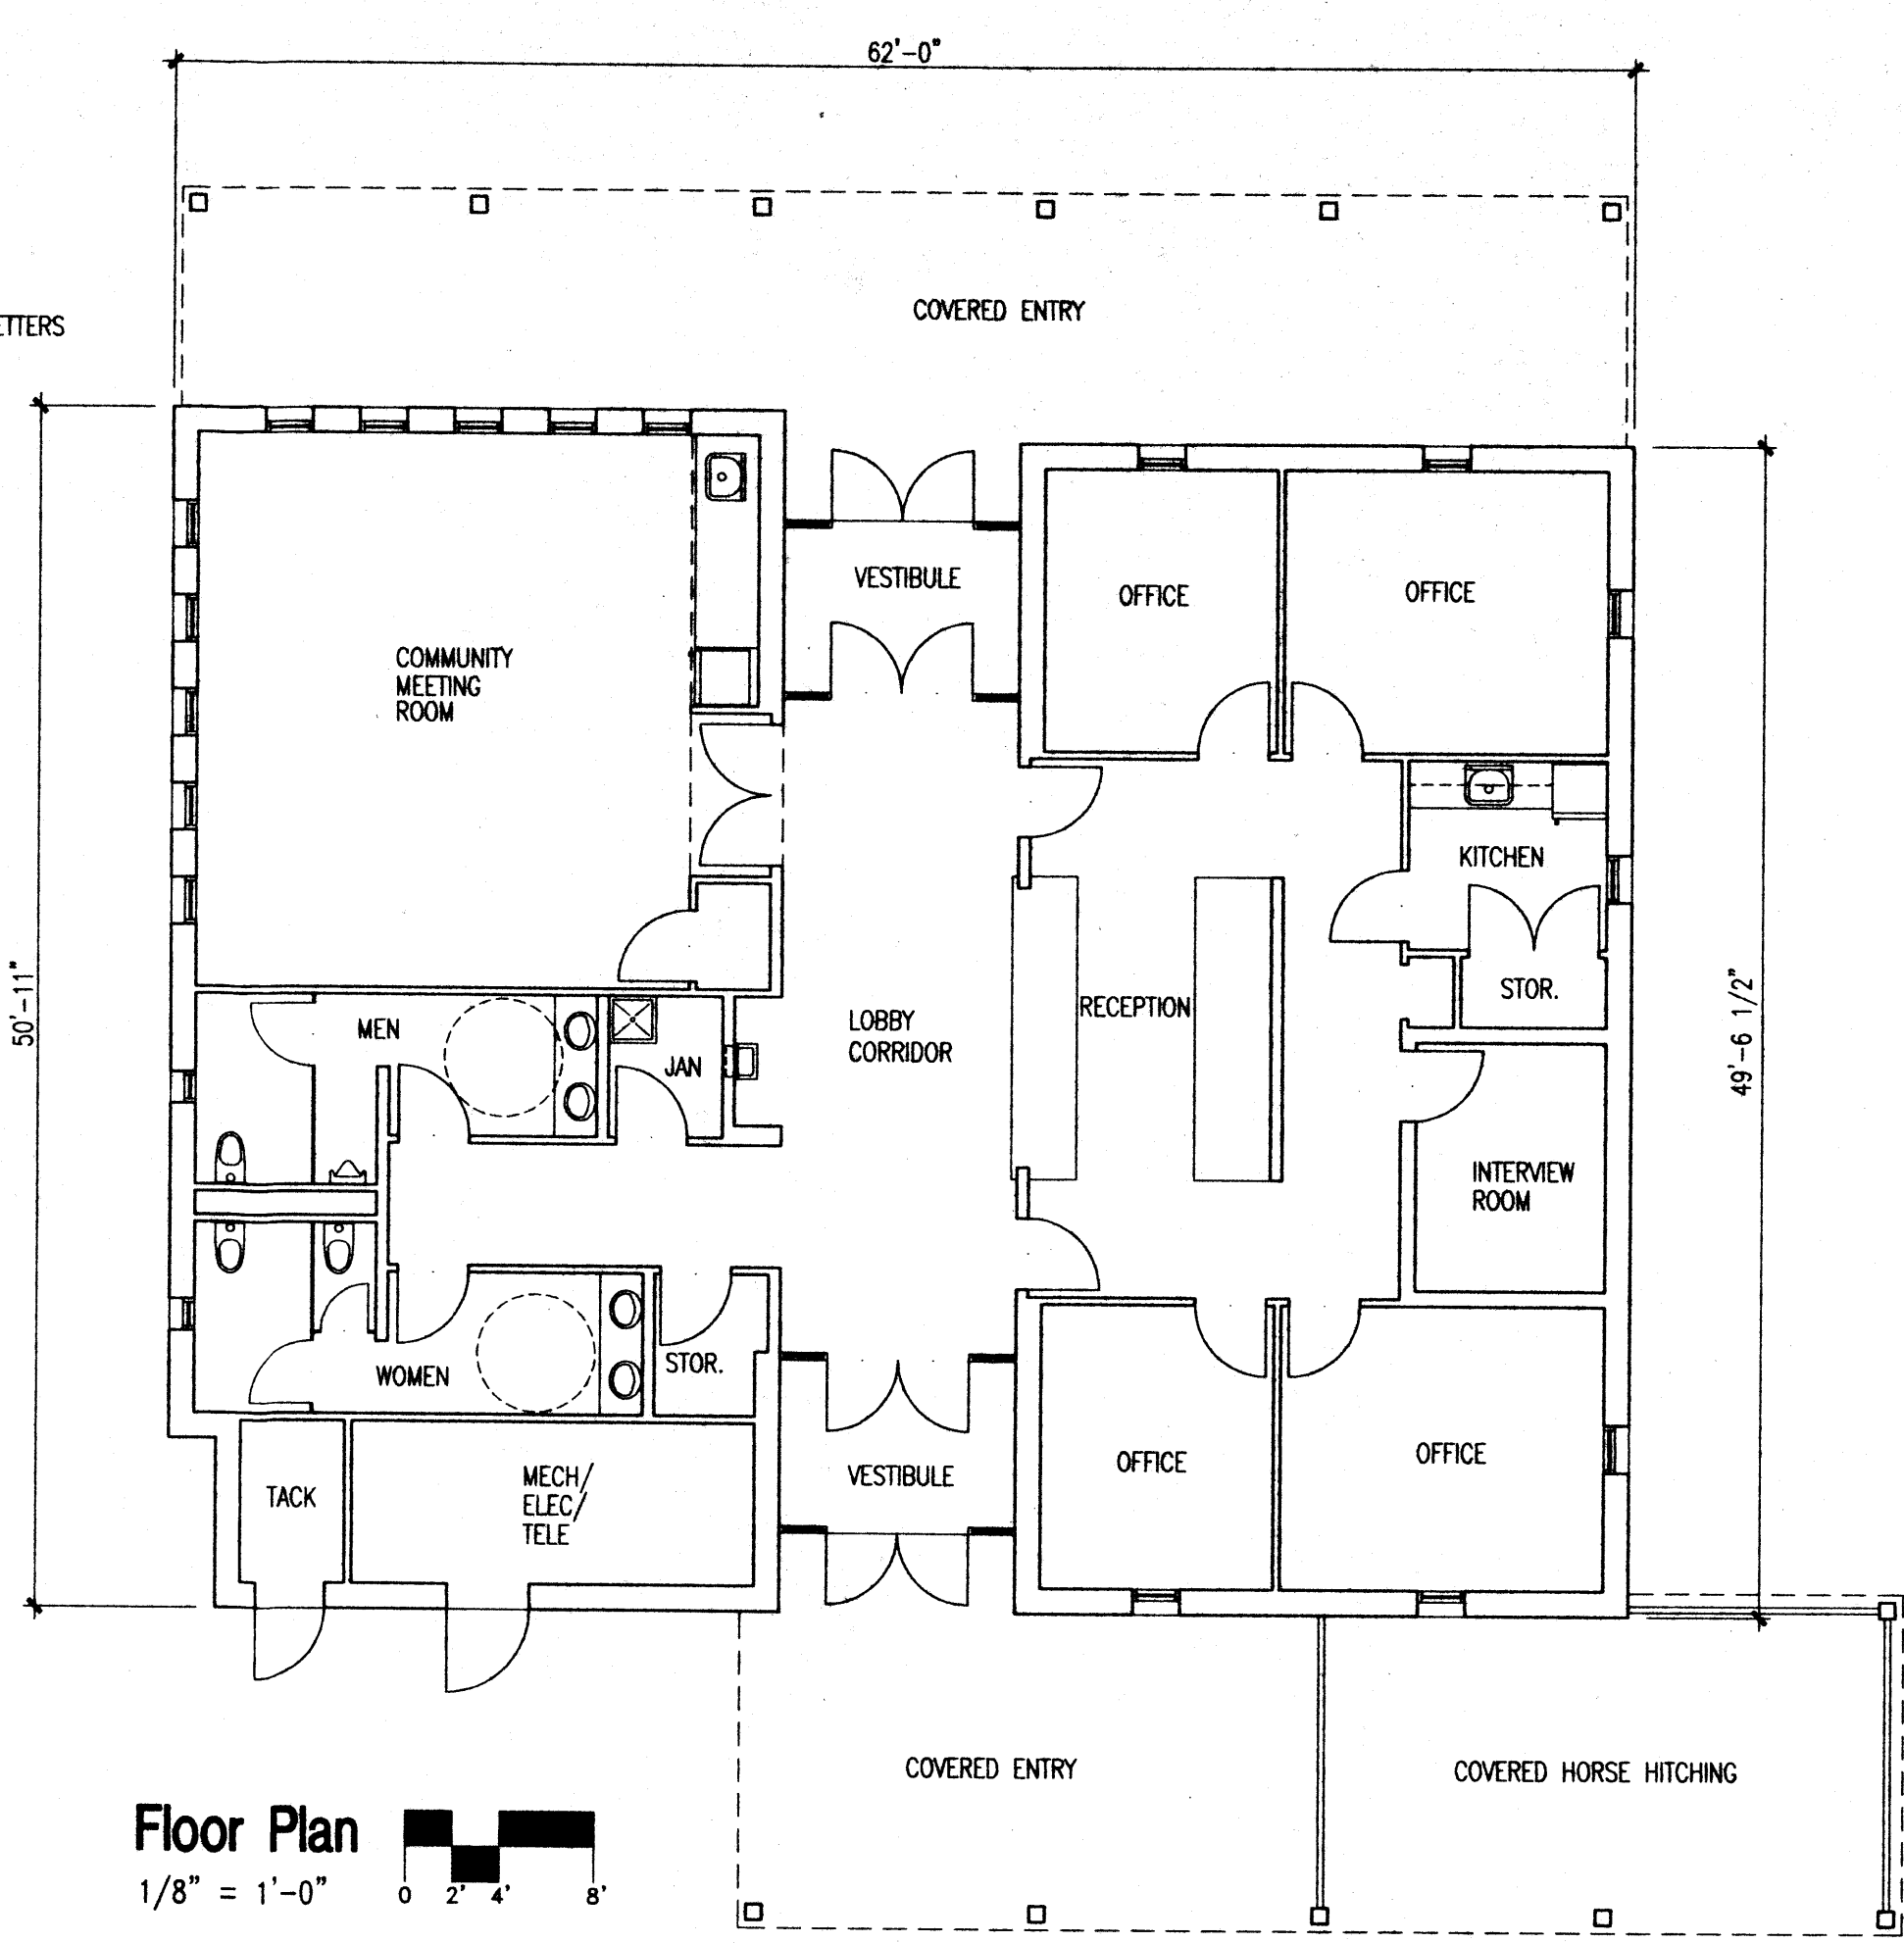 62'-0"
COVERED ENTRY
ETTERS
VESTIBULE
OFFICE
OFFICE
COMMUNITY
MEETING
ROOM
KITCHEN
STOR.
RECEPTION
LOBBY
CORRIDOR
MEN
JAN
50'-11"
49'-6 1/2"
INTERVIEW
ROOM
WOMEN
STOR.
TACK
MECH/
ELEC/
TELE
VESTIBULE
OFFICE
OFFICE
COVERED ENTRY
COVERED HORSE HITCHING
Floor Plan
1/8" = 1'-0"
0 2' 4' 8'